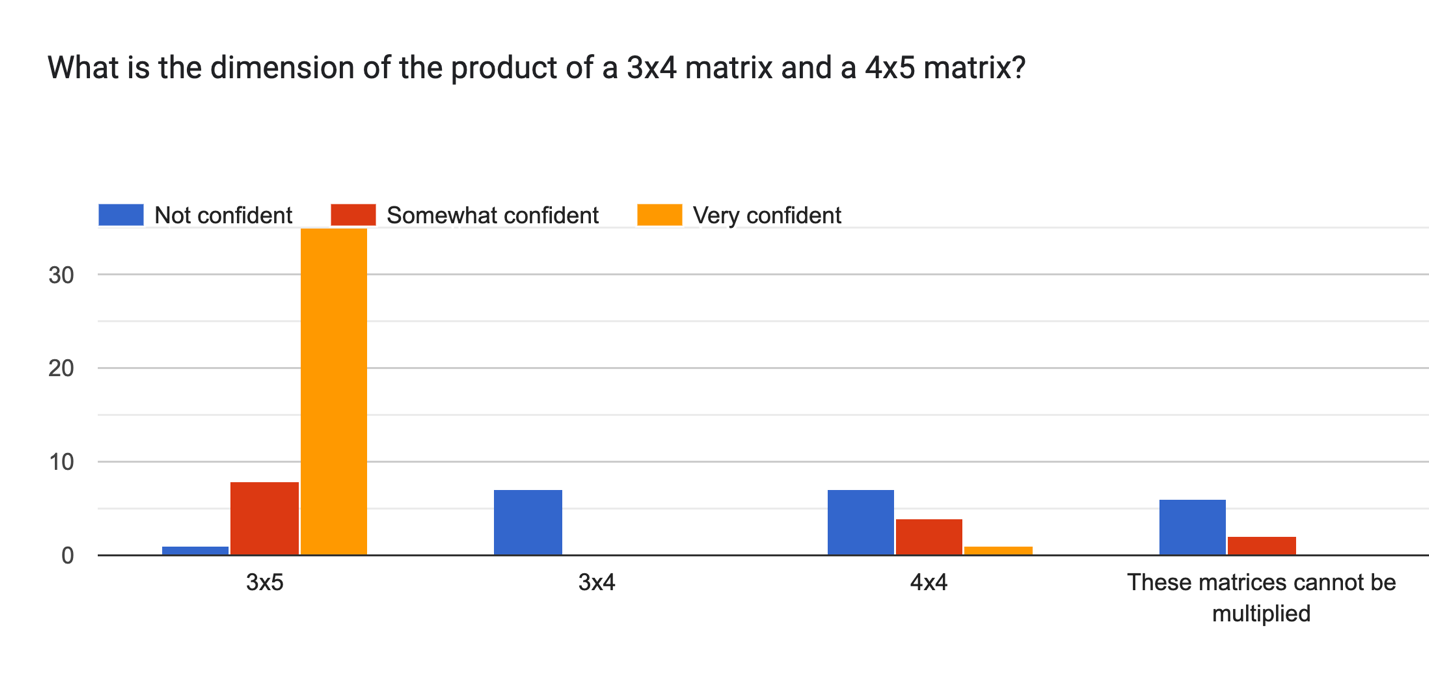 What is the dimension of the product of a 3x4 matrix and a 4x5 matrix?
Not confident Somewhat confident Very confident
30
20
10
0
3x5 3x4 4x4 These matrices cannot be
multiplied